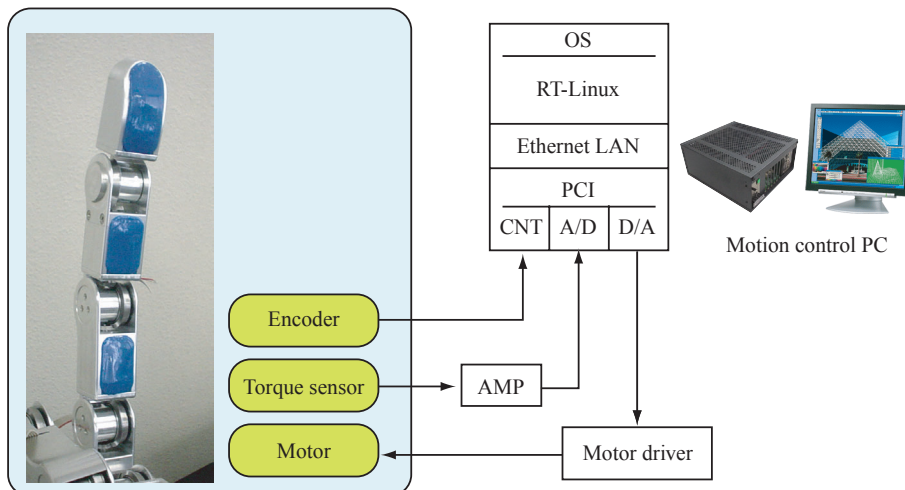 OS
RT-Linux
Ethernet LAN
PCI
CNT A/D D/A
Motion control PC
Encoder
Torque sensor
AMP
Motor
Motor driver